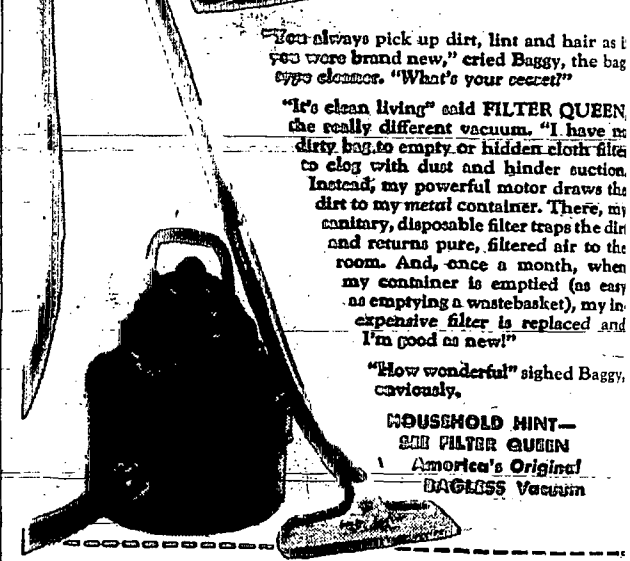 "You always pick up dirt, lint and hair as i
you were brand new," cried Baggy, the bag
type cleaner. "What's your secret?"
"It's clean living" said FILTER QUEEN,
the really different vacuum. "I have no
dirty bag to empty or hidden cloth filte
to clog with dust and hinder suction.
Instead, my powerful motor draws the
dirt to my metal container. There, my
sanitary, disposable filter traps the dirt
and returns pure, filtered air to the
room. And, once a month, when
my container is emptied (as easy
as emptying a wastebasket), my in-
expensive filter is replaced and
I'm good as new!"
"How wonderful" sighed Baggy,
enviously.
HOUSEHOLD HINT—
SEE FILTER QUEEN
America's Original
BAGLESS Vacuum